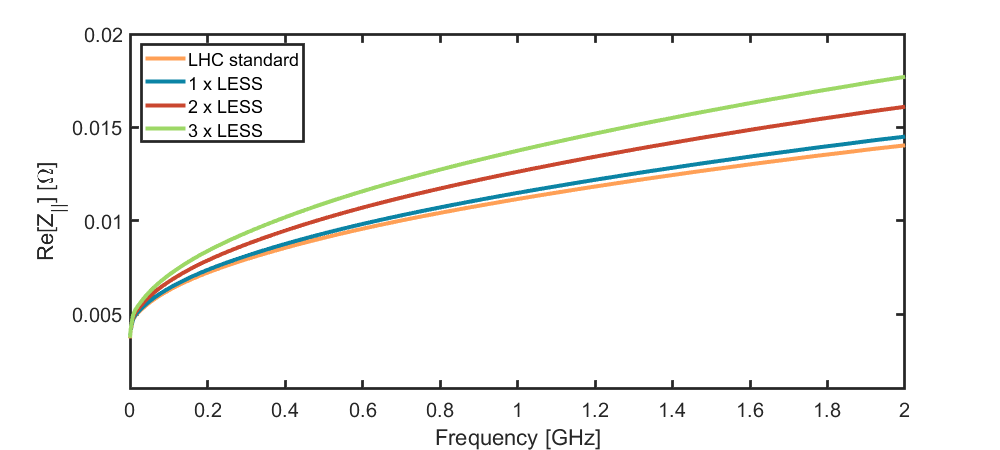 0.02
0.015
0.01
0.005
Re[Z||] [Ω]
LHC standard
1 x LESS
2 x LESS
3 x LESS
0 0.2 0.4 0.6 0.8 1 1.2 1.4 1.6 1.8 2
Frequency [GHz]